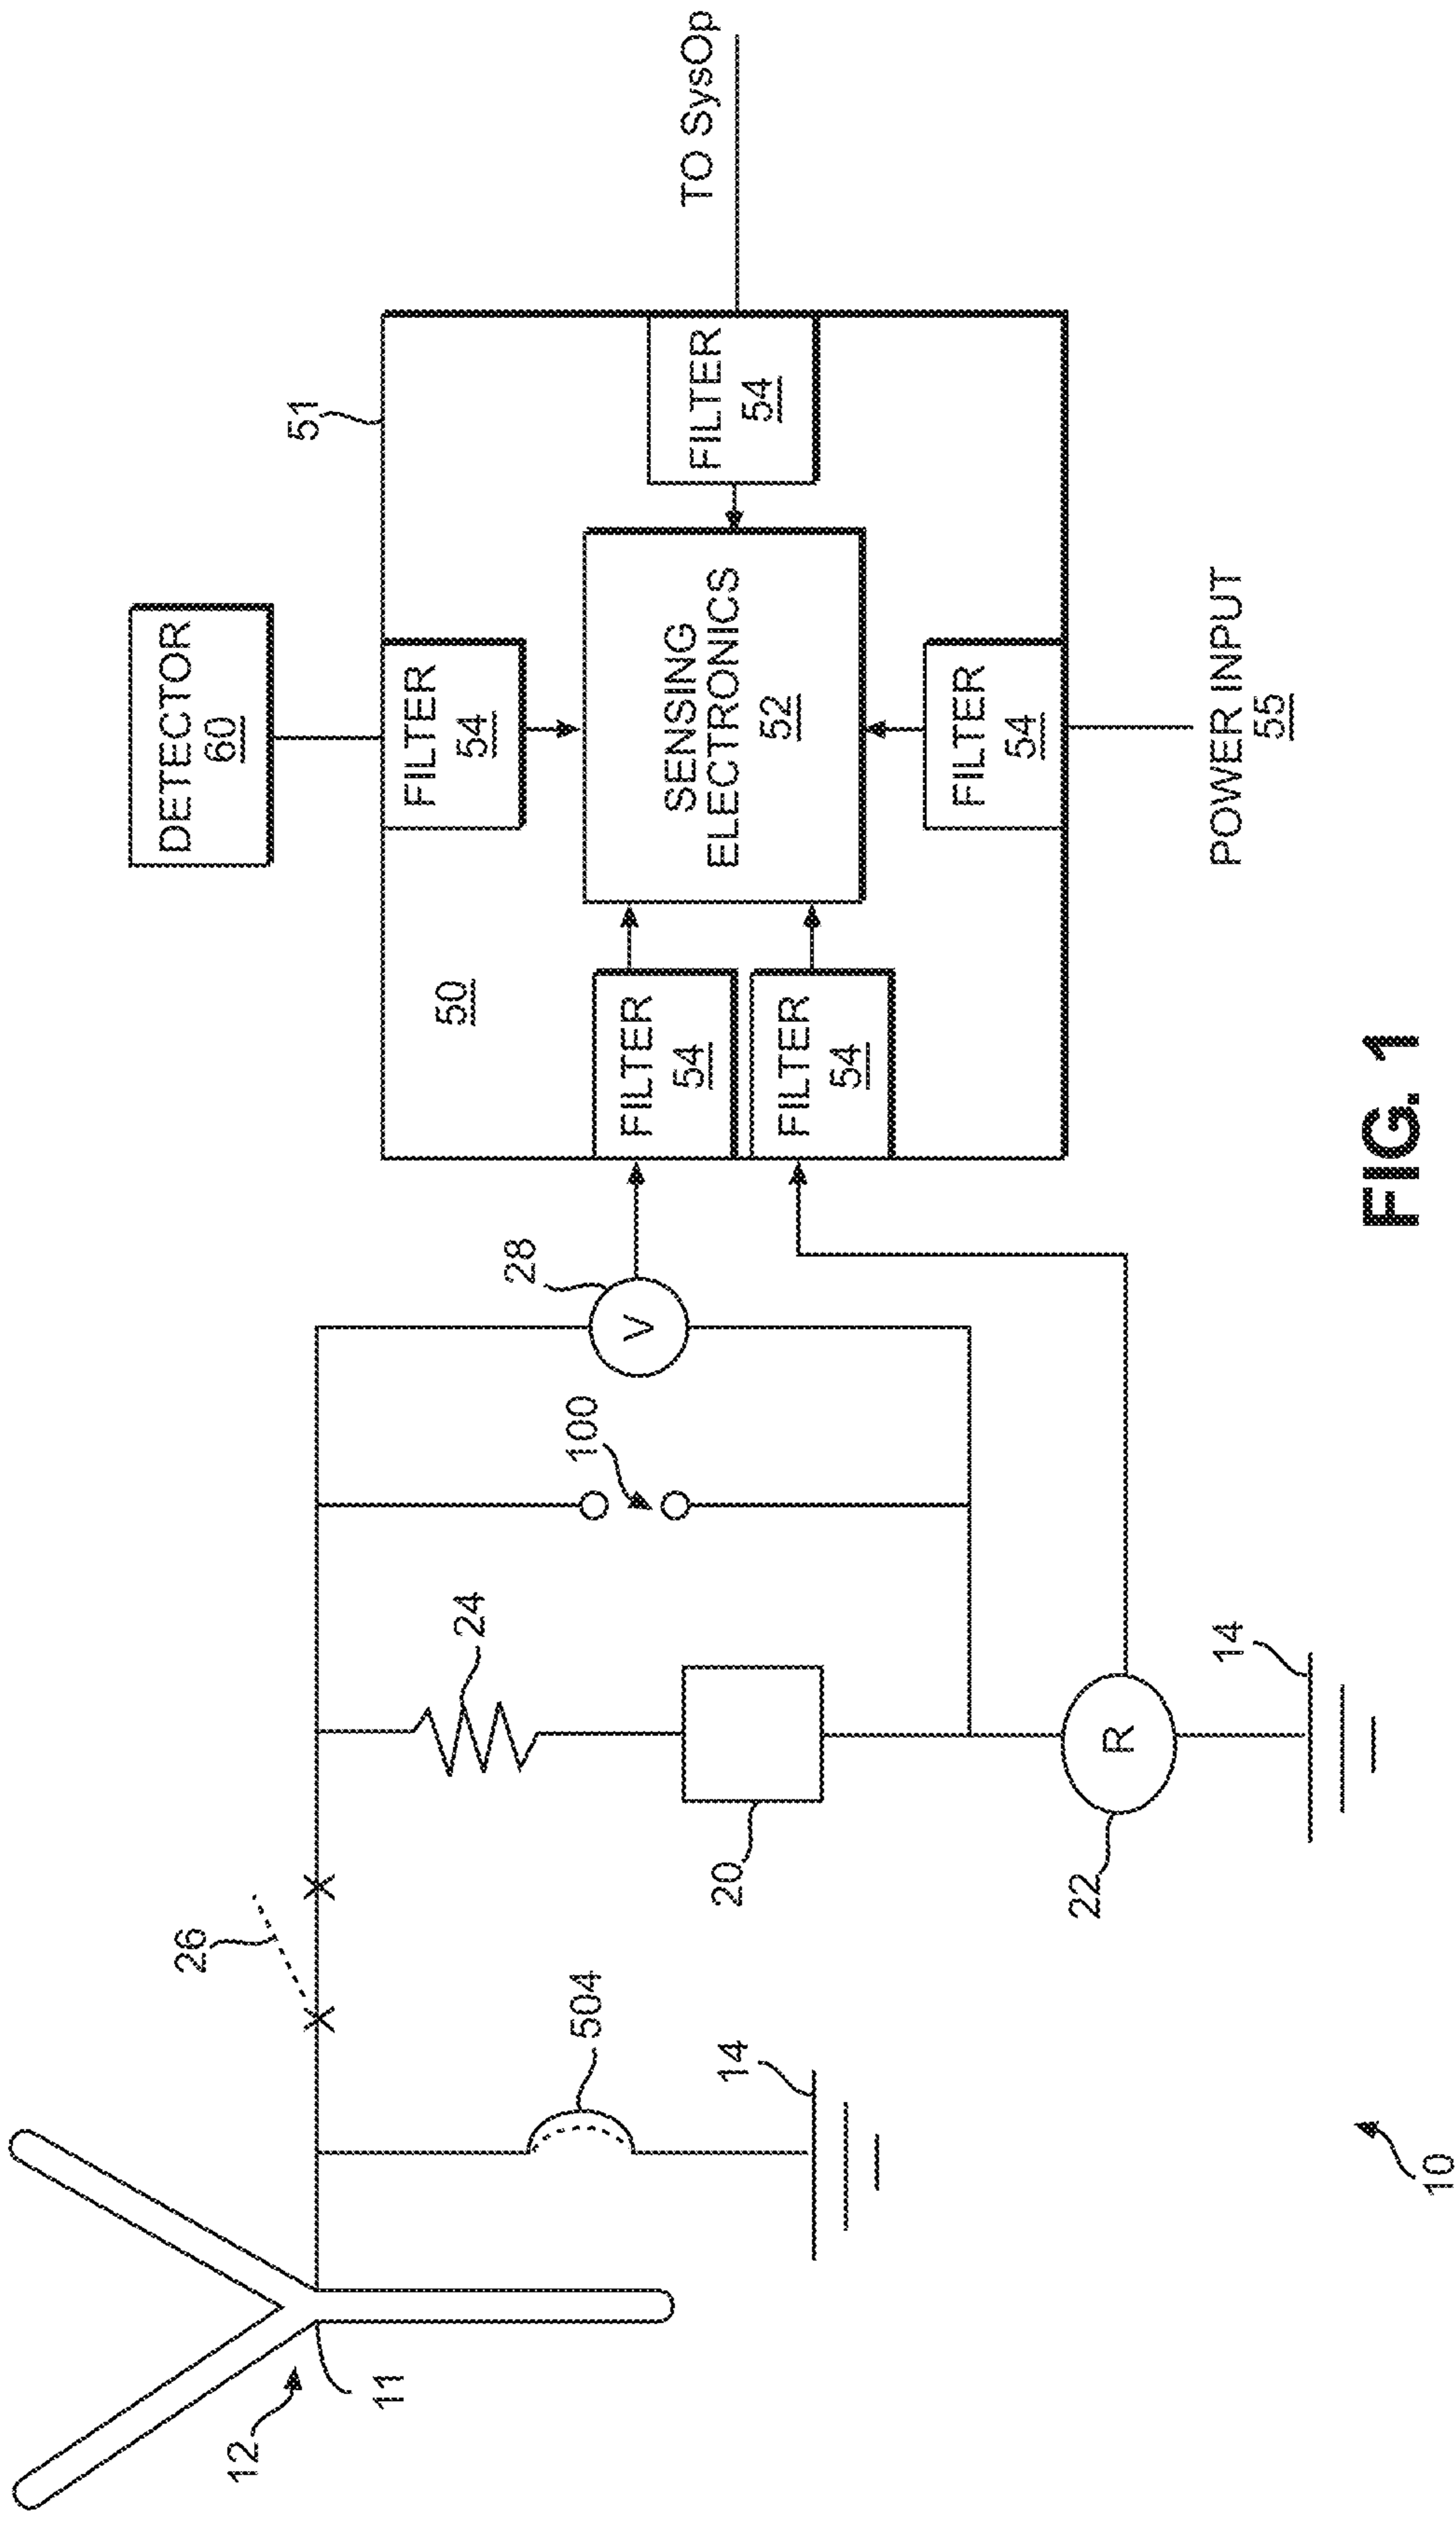 12
11
504
14
26
24
20
22
R
14
100
28
V
50
51
DETECTOR
60
FILTER
54
FILTER
54
FILTER
54
SENSING
ELECTRONICS
52
FILTER
54
FILTER
54
POWER INPUT
55
TO SysOp
10
FIG. 1